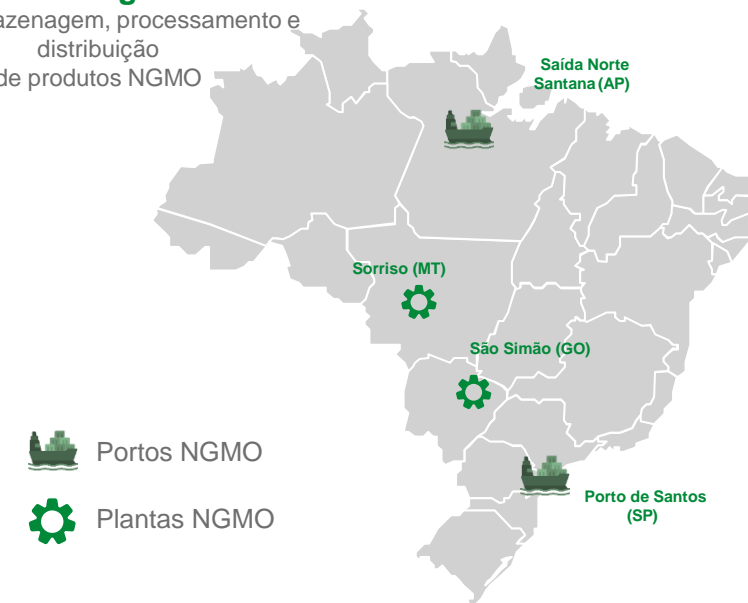 processamento e
distribuição
de produtos NGMO
Saída Norte
Santana (AP)
Sorriso (MT)
São Simão (GO)
Porto de Santos
(SP)
Portos NGMO
Plantas NGMO